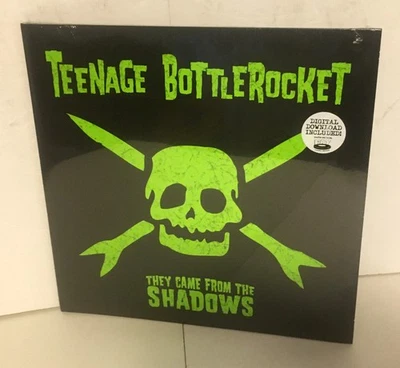 TEENAGE BOTTLEROCKET
DIGITAL
DOWNLOAD
INCLUDED!
THEY CAME FROM THE
SHADOWS